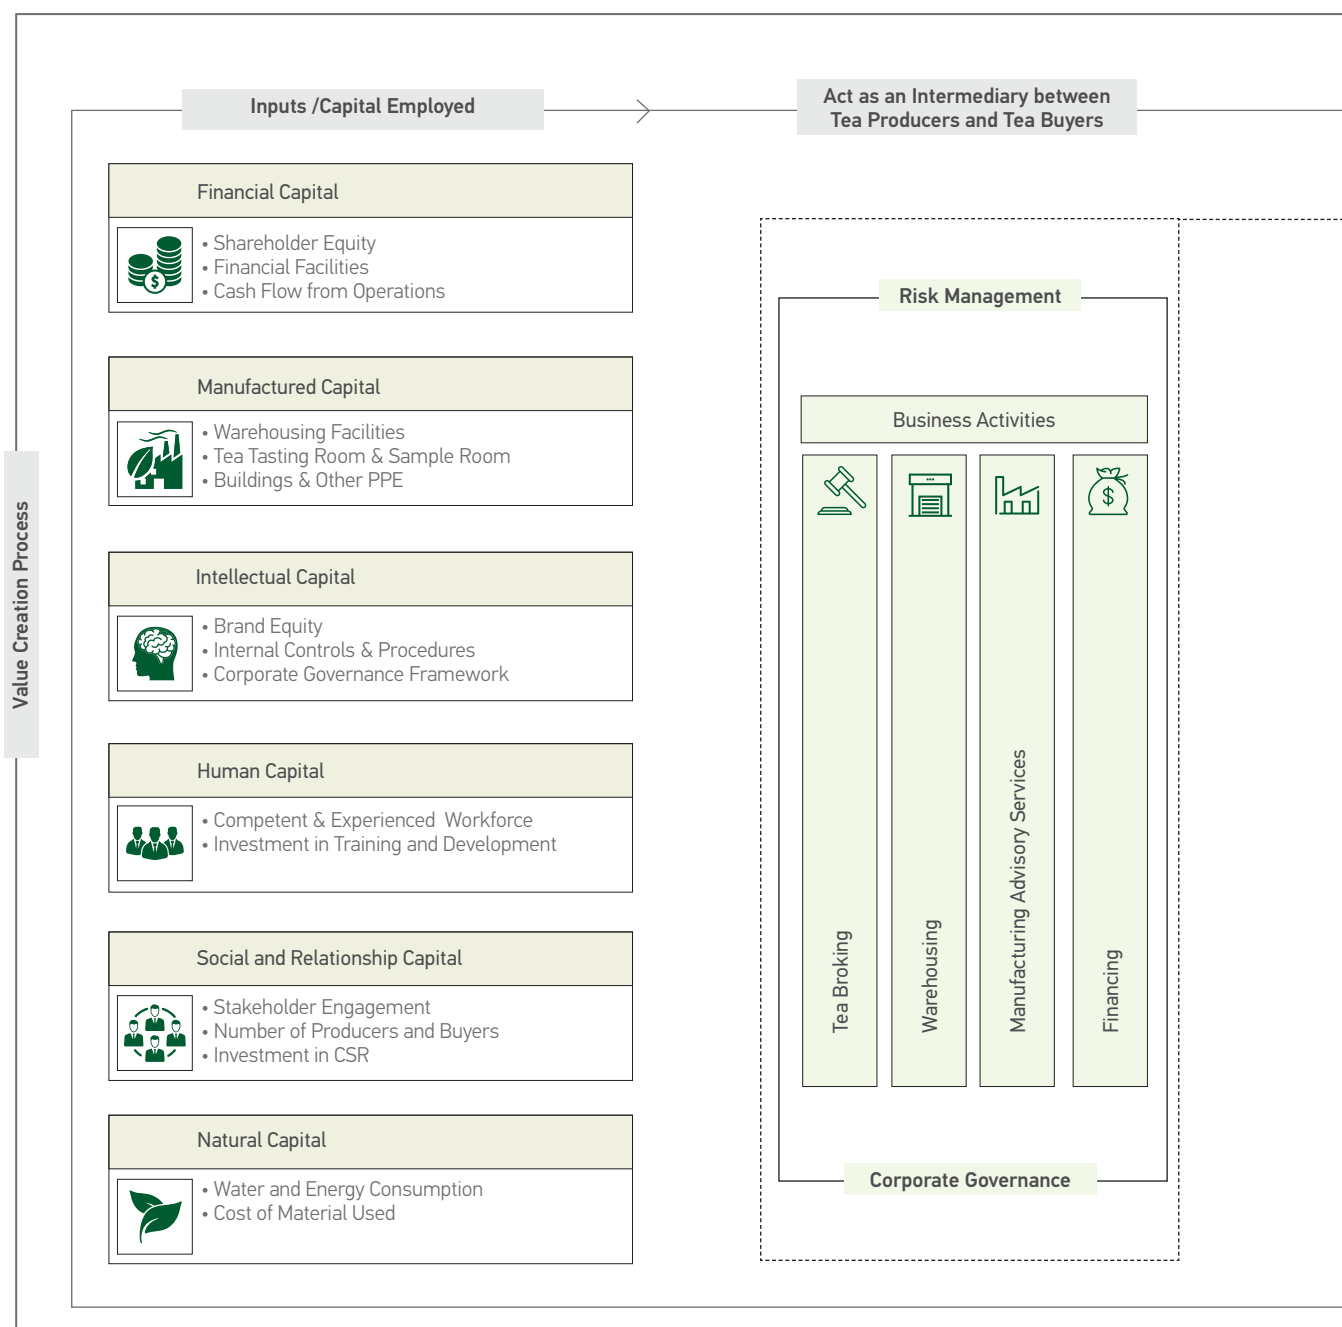 Value Creation Process
Inputs /Capital Employed
Act as an Intermediary between
Tea Producers and Tea Buyers
Financial Capital
• Shareholder Equity
• Financial Facilities
• Cash Flow from Operations
Manufactured Capital
• Warehousing Facilities
• Tea Tasting Room & Sample Room
• Buildings & Other PPE
Intellectual Capital
• Brand Equity
• Internal Controls & Procedures
• Corporate Governance Framework
Human Capital
• Competent & Experienced Workforce
• Investment in Training and Development
Social and Relationship Capital
• Stakeholder Engagement
• Number of Producers and Buyers
• Investment in CSR
Natural Capital
• Water and Energy Consumption
• Cost of Material Used
Risk Management
Business Activities
Tea Broking
Warehousing
Manufacturing Advisory Services
Financing
Corporate Governance